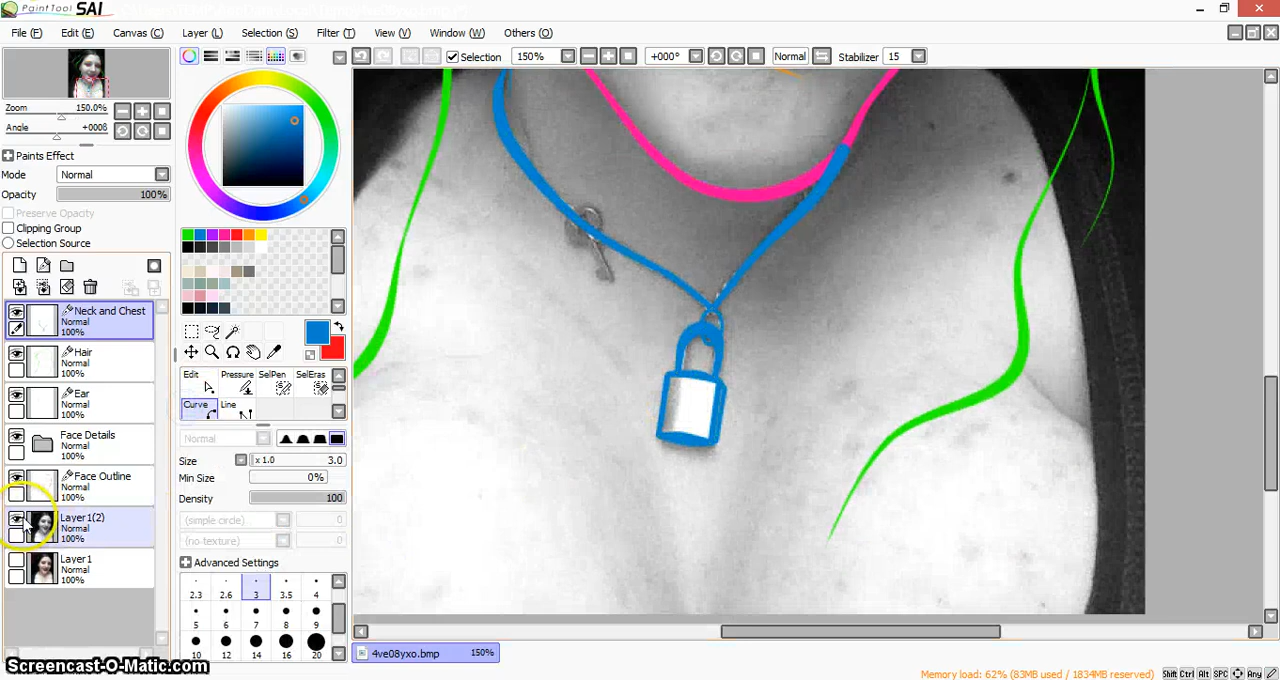 PaintTool SAI
File (F) Edit (E) Canvas (C) Layer (L) Selection (S) Filter (T) View (V) Window (W) Others (O)
Selection 150% +000° Normal Stabilizer 15
Zoom 150.0%
Angle +000δ
Paints Effect
Mode Normal
Opacity 100%
Preserve Opacity
Clipping Group
Selection Source
Neck and Chest
Normal
100%
Hair
Normal
100%
Ear
Normal
100%
Face Details
Normal
100%
Face Outline
Normal
100%
Layer1(2)
Normal
100%
Layer1
Normal
100%
Edit Pressure SelPen SelEras
Curve Line
Normal
Size x 1.0 3.0
Min Size 0%
Density 100
(simple circle) 0
(no-texture) 0
Advanced Settings
2.3 2.6 3 3.5 4
5 6 7 8 9
10 12 14 16 20
4ve08yxo.bmp 150%
Screencast-O-Matic.com
Memory load: 62% (83MB used / 1834MB reserved) Shift Ctrl Alt SPC Any